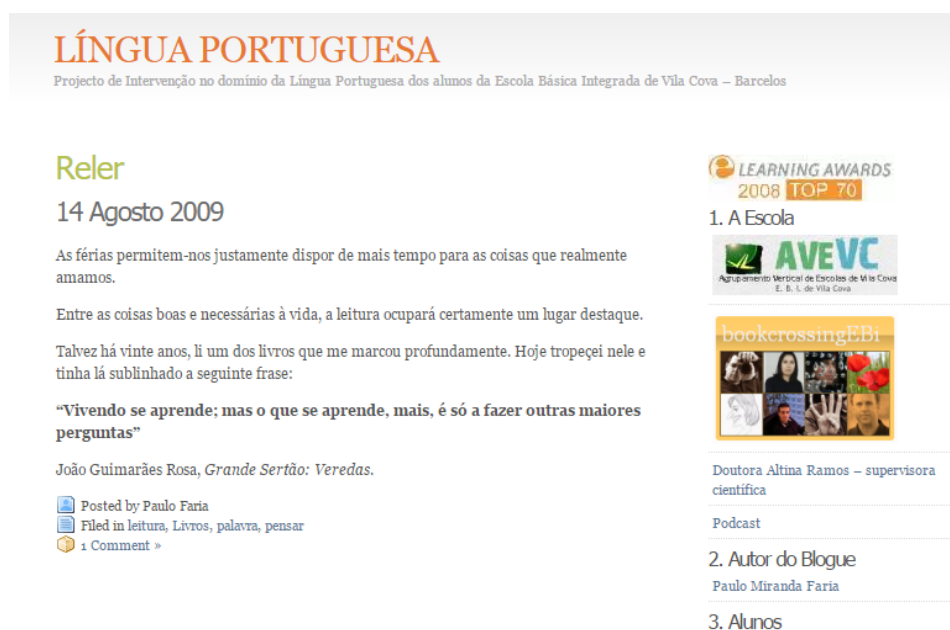 LÍNGUA PORTUGUESA
Projecto de Intervenção no domínio da Língua Portuguesa dos alunos da Escola Básica Integrada de Vila Cova – Barcelos
Reler
14 Agosto 2009
As férias permitem-nos justamente dispor de mais tempo para as coisas que realmente
amamos.
Entre as coisas boas e necessárias à vida, a leitura ocupará certamente um lugar destaque.
Talvez há vinte anos, li um dos livros que me marcou profundamente. Hoje tropeçei nele e
tinha lá sublinhado a seguinte frase:
“Vivendo se aprende; mas o que se aprende, mais, é só a fazer outras maiores
perguntas”
João Guimarães Rosa, Grande Sertão: Veredas.
Posted by Paulo Faria
Filed in leitura, Livros, palavra, pensar
1 Comment »
LEARNING AWARDS
2008 TOP 70
1. A Escola
AVEVC
Agrupamento Vertical de Escolas de Vila Cova
E. B. I. de Vila Cova
bookcrossingEBi
Doutora Altina Ramos – supervisora
científica
Podcast
2. Autor do Blogue
Paulo Miranda Faria
3. Alunos